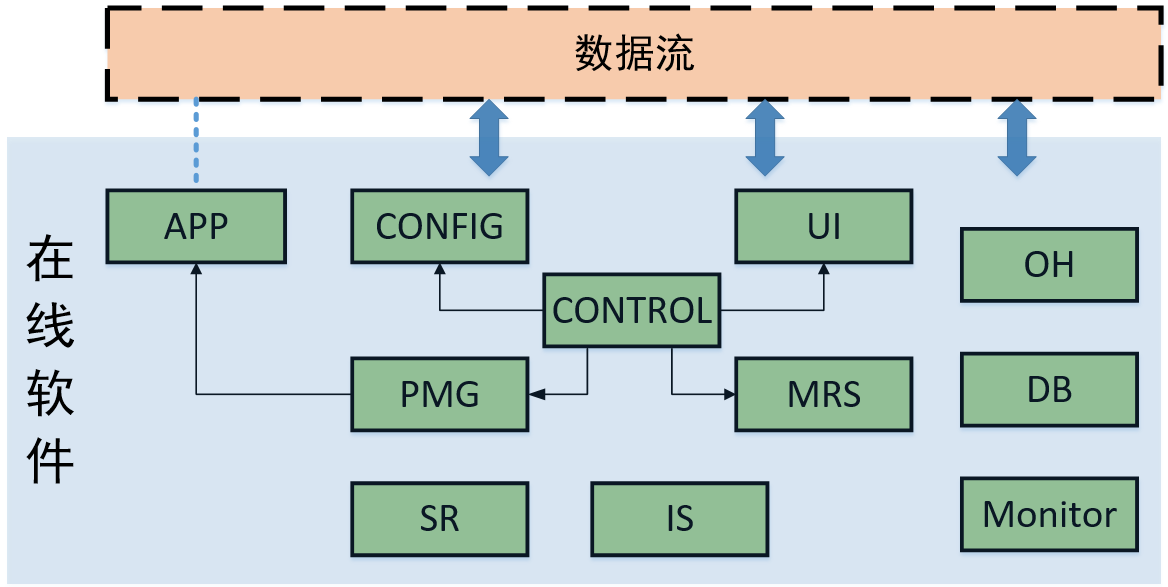 数据流
在线软件
APP
CONFIG
UI
OH
CONTROL
PMG
MRS
DB
SR
IS
Monitor